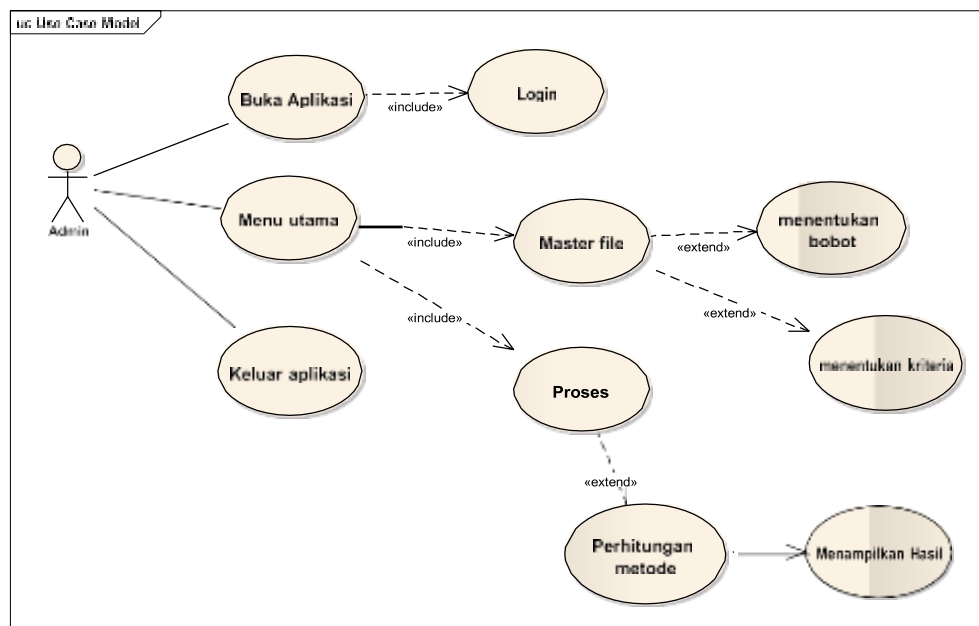 uc Use Case Model
Buka Aplikasi
«include»
Login
Admin
Menu utama
«include»
Master file
«extend»
menentukan
bobot
«include»
«extend»
Keluar aplikasi
menentukan kriteria
Proses
«extend»
Perhitungan
metode
Menampilkan Hasil